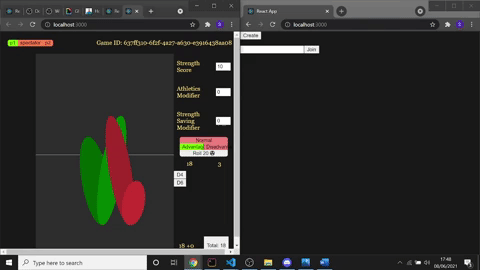 React App
localhost:3000
localhost:3000
p1 spectator - p2
Game ID: 637ff310-6f2f-4a27-a630-e3916438aa08
Create
Join
Strength
Score
10
Athletics
Modifier
0
Strength
Saving
Modifier
0
Normal
Roll 20
18 3
D4
D6
18 +0
Total: 18
Type here to search
17:48
08/06/2021